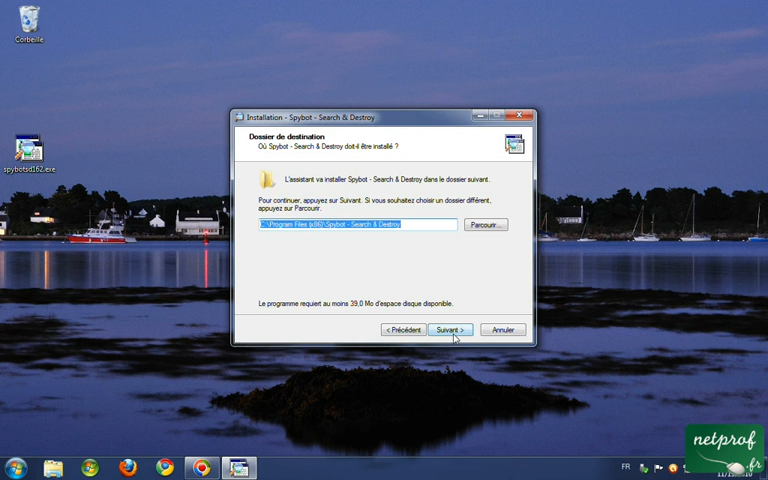 Corbeille
spybotsd162.exe
Installation - Spybot - Search & Destroy
Dossier de destination
Où Spybot - Search & Destroy doit-il être installé ?
L'assistant va installer Spybot - Search & Destroy dans le dossier suivant.
Pour continuer, appuyez sur Suivant. Si vous souhaitez choisir un dossier différent,
appuyez sur Parcourir.
C:\Program Files (x86)\Spybot - Search & Destroy
Parcourir...
Le programme requiert au moins 39,0 Mo d'espace disque disponible.
< Précédent
Suivant >
Annuler
FR
netprof
.fr